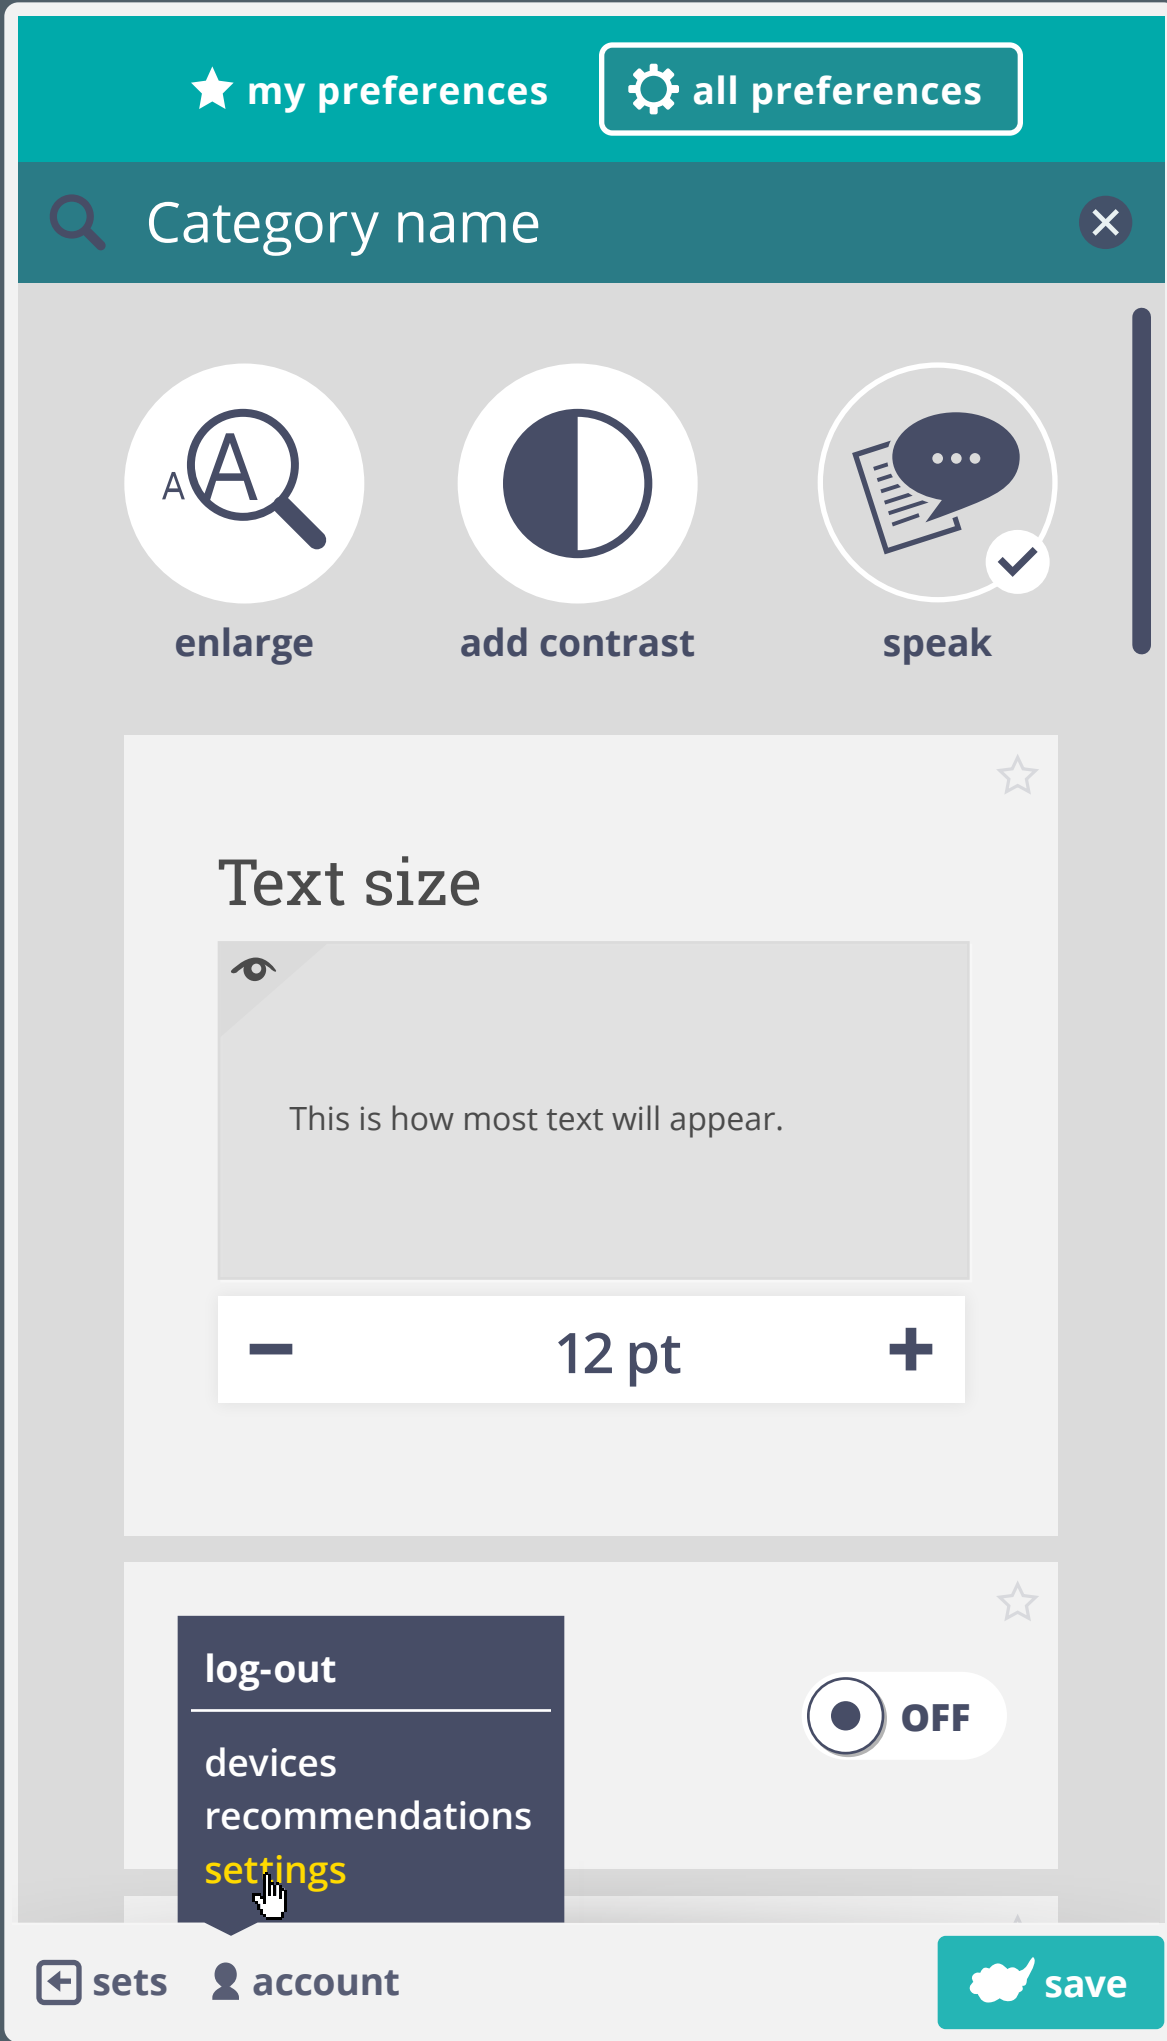 my preferences
all preferences
Category name
A A
enlarge
add contrast
speak
Text size
This is how most text will appear.
12 pt
log-out
OFF
devices
recommendations
settings
sets
account
save